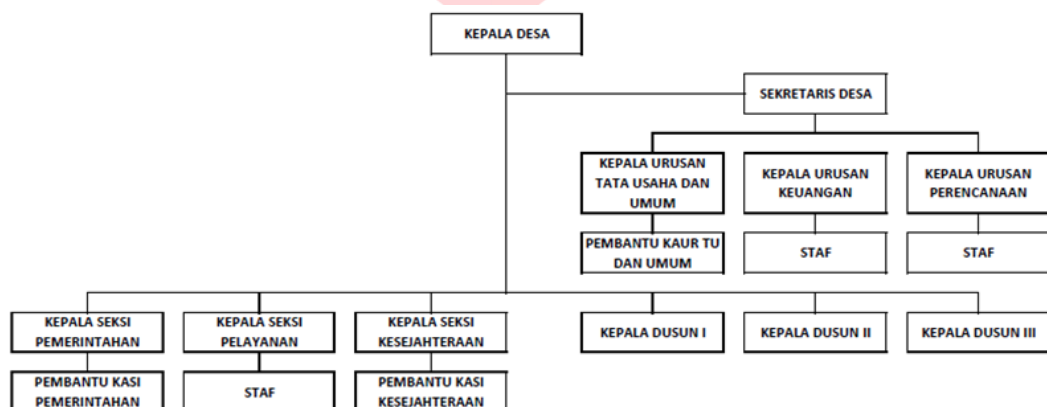 KEPALA DESA
SEKRETARIS DESA
KEPALA URUSAN
TATA USAHA DAN
UMUM
KEPALA URUSAN
KEUANGAN
KEPALA URUSAN
PERENCANAAN
PEMBANTU KAUR TU
DAN UMUM
STAF
STAF
KEPALA SEKSI
PEMERINTAHAN
KEPALA SEKSI
PELAYANAN
KEPALA SEKSI
KESEJAHTERAAN
KEPALA DUSUN I
KEPALA DUSUN II
KEPALA DUSUN III
PEMBANTU KASI
PEMERINTAHAN
STAF
PEMBANTU KASI
KESEJAHTERAAN